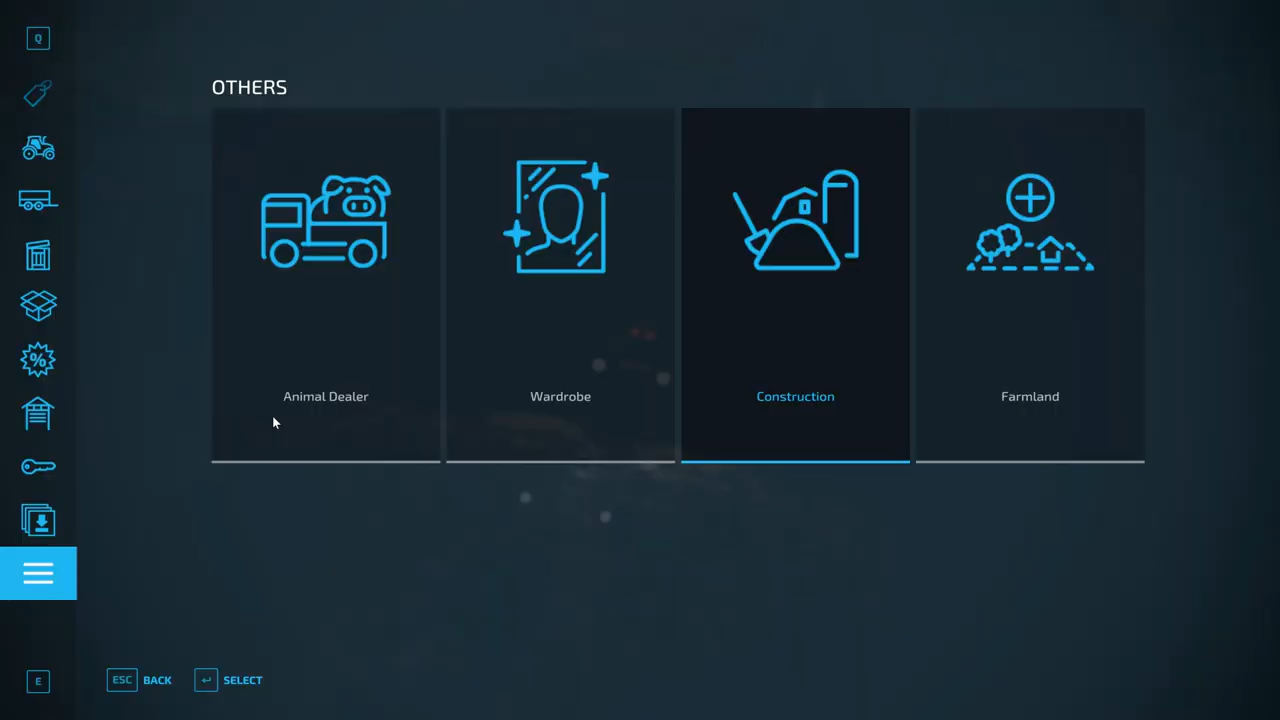 Q
OTHERS
%
Animal Dealer
Wardrobe
Construction
Farmland
E
ESC BACK
↵ SELECT